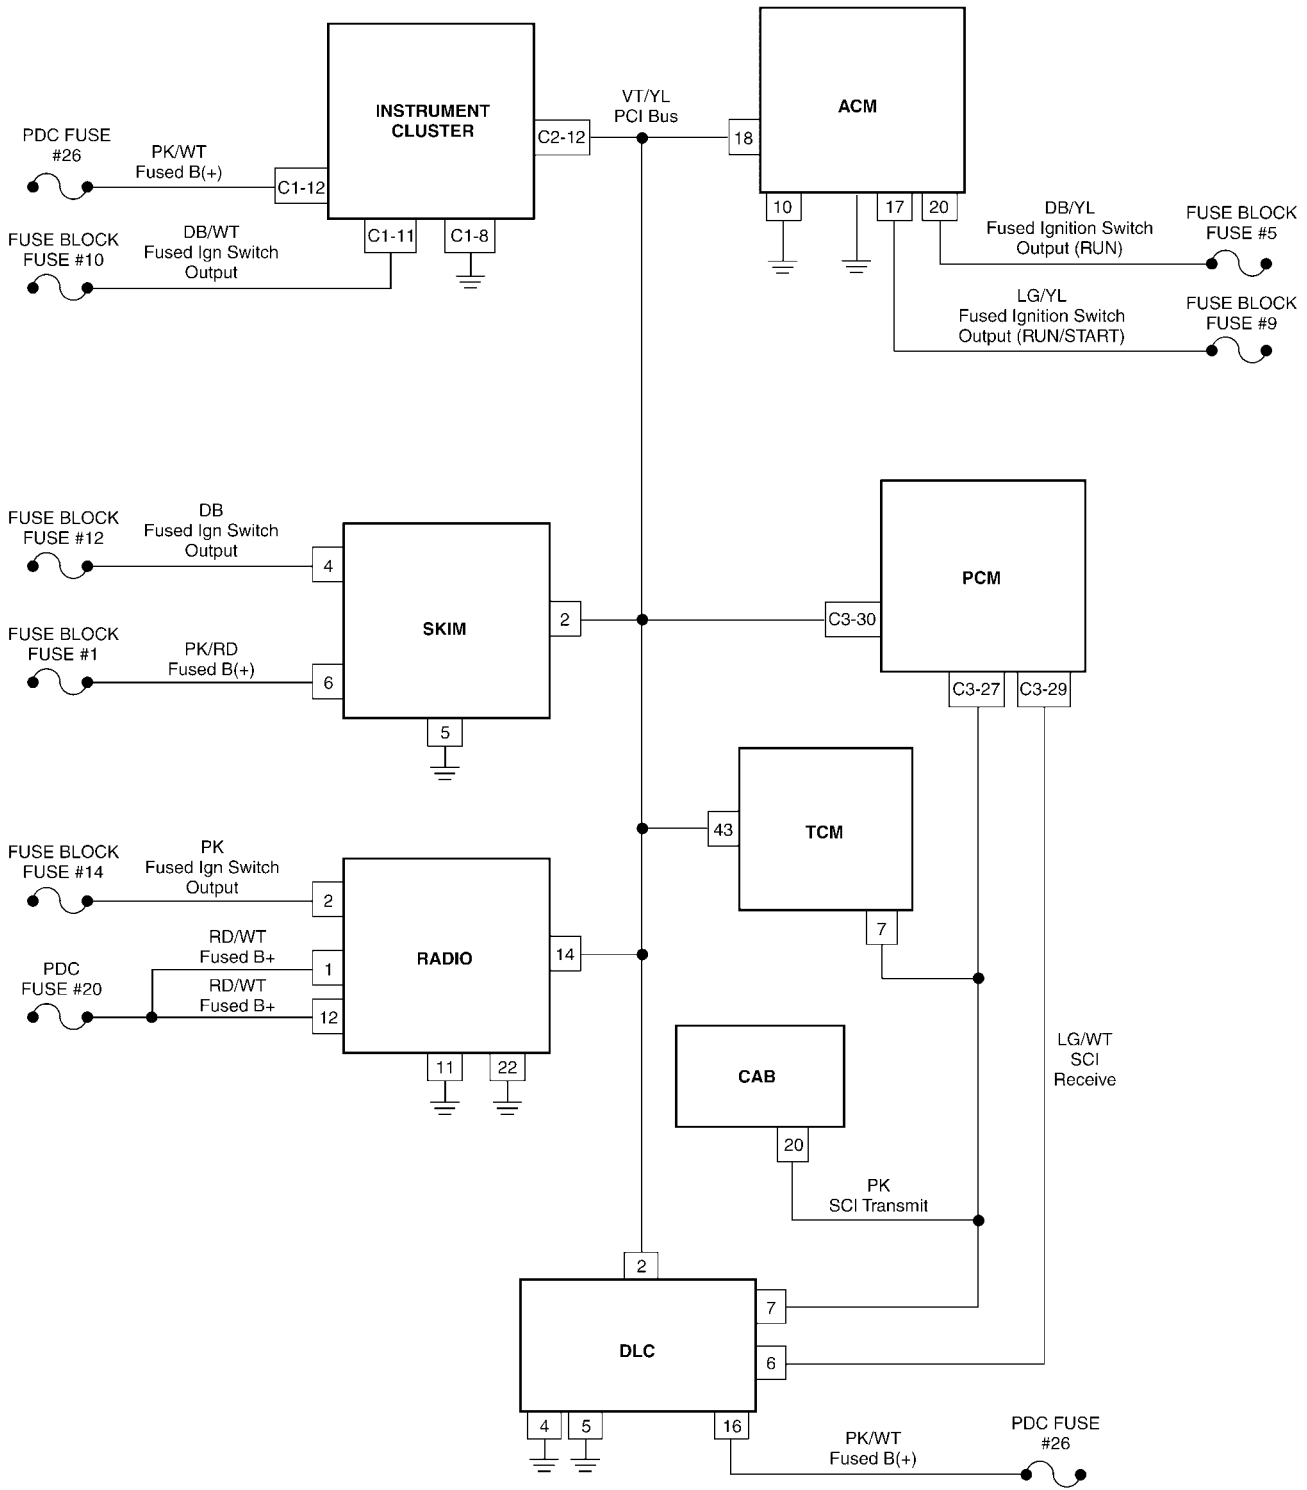 INSTRUMENT
CLUSTER
C2-12
C1-12
C1-11
C1-8
PDC FUSE
#26
PK/WT
Fused B(+)
FUSE BLOCK
FUSE #10
DB/WT
Fused Ign Switch
Output
VT/YL
PCI Bus
ACM
18
10
17
20
DB/YL
Fused Ignition Switch
Output (RUN)
FUSE BLOCK
FUSE #5
LG/YL
Fused Ignition Switch
Output (RUN/START)
FUSE BLOCK
FUSE #9
FUSE BLOCK
FUSE #12
DB
Fused Ign Switch
Output
4
SKIM
2
FUSE BLOCK
FUSE #1
PK/RD
Fused B(+)
6
5
PCM
C3-30
C3-27
C3-29
43
TCM
7
FUSE BLOCK
FUSE #14
PK
Fused Ign Switch
Output
2
RADIO
14
PDC
FUSE #20
RD/WT
Fused B+
1
RD/WT
Fused B+
12
11
22
CAB
20
PK
SCI Transmit
LG/WT
SCI
Receive
2
DLC
7
6
4
5
16
PK/WT
Fused B(+)
PDC FUSE
#26